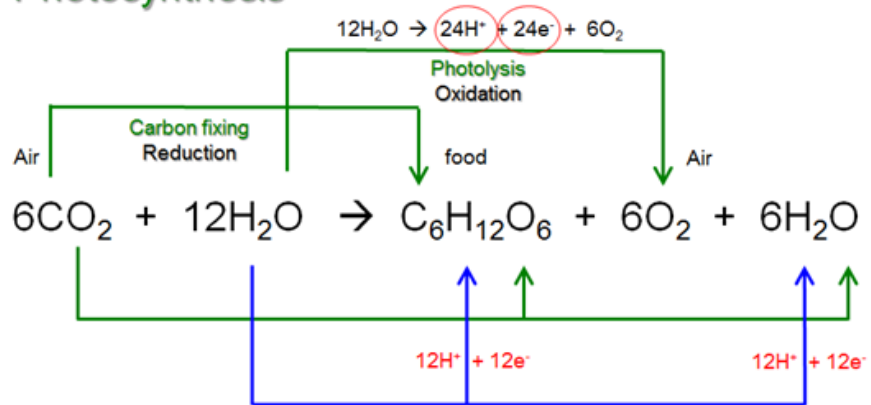 Photosynthesis
12H₂O → 24H⁺ + 24e⁻ + 6O₂
Photolysis
Oxidation
Carbon fixing
Reduction
Air
food
Air
6CO₂ + 12H₂O → C₆H₁₂O₆ + 6O₂ + 6H₂O
12H⁺ + 12e⁻
12H⁺ + 12e⁻